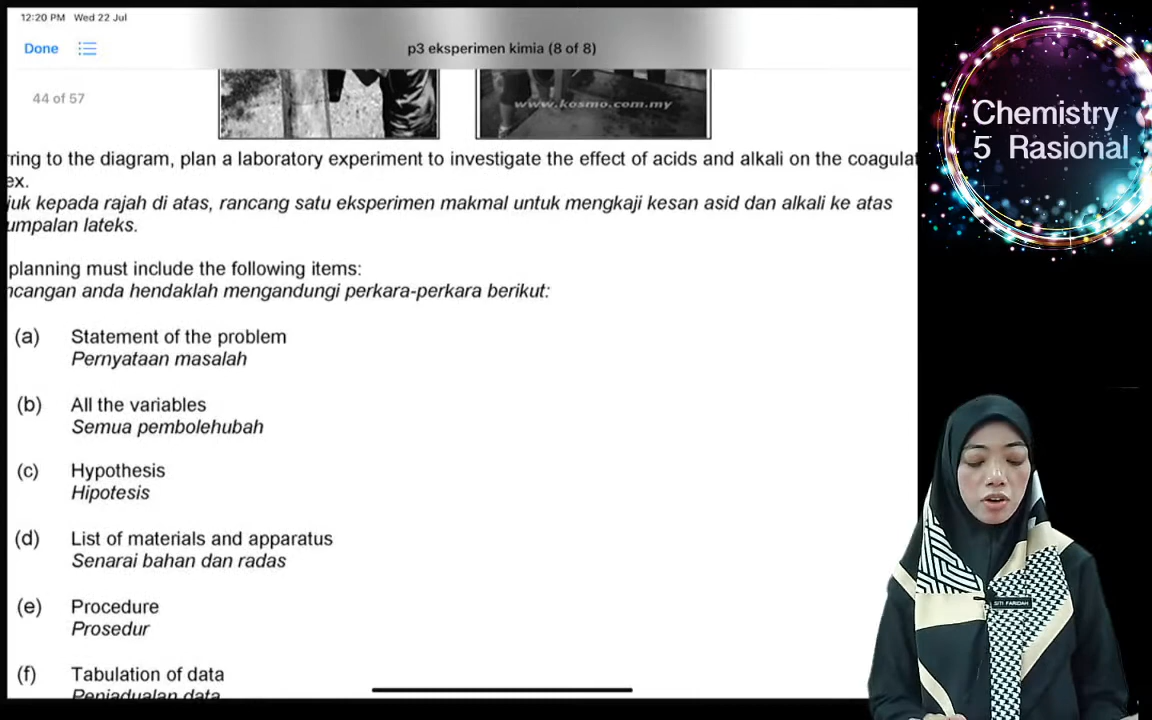 12:20 PM Wed 22 Jul
Done
p3 eksperimen kimia (8 of 8)
44 of 57
www.kosmo.com.my
rring to the diagram, plan a laboratory experiment to investigate the effect of acids and alkali on the coagulat
ex.
juk kepada rajah di atas, rancang satu eksperimen makmal untuk mengkaji kesan asid dan alkali ke atas
umpalan lateks.
planning must include the following items:
ncangan anda hendaklah mengandungi perkara-perkara berikut:
(a) Statement of the problem
Pernyataan masalah
(b) All the variables
Semua pembolehubah
(c) Hypothesis
Hipotesis
(d) List of materials and apparatus
Senarai bahan dan radas
(e) Procedure
Prosedur
(f) Tabulation of data
Penjadualan data
Chemistry
5 Rasional
SITI FARIDAH